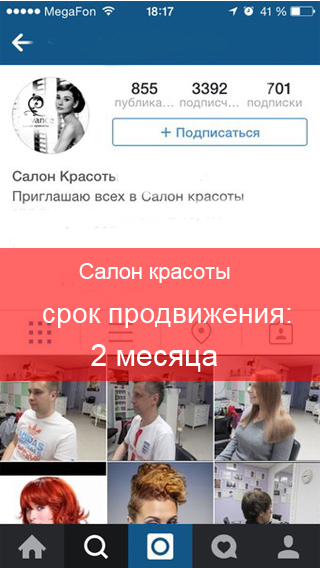 MegaFon 18:17 41 %
855 3392 701
публика... подписч... подписки
+ Подписаться
Салон Красоты
Приглашаю всех в Салон красоты
Салон красоты
срок продвижения:
2 месяца